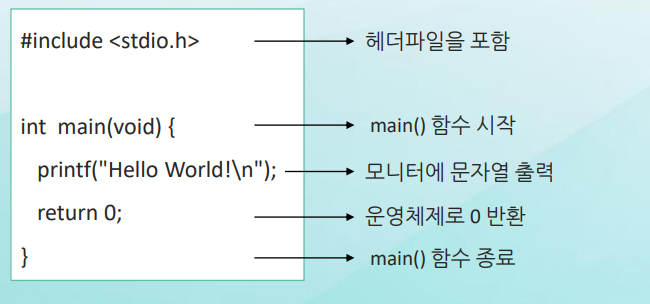 #include <stdio.h> 헤더파일을 포함
int main(void) { main() 함수 시작
printf("Hello World!\n"); 모니터에 문자열 출력
return 0; 운영체제로 0 반환
} main() 함수 종료